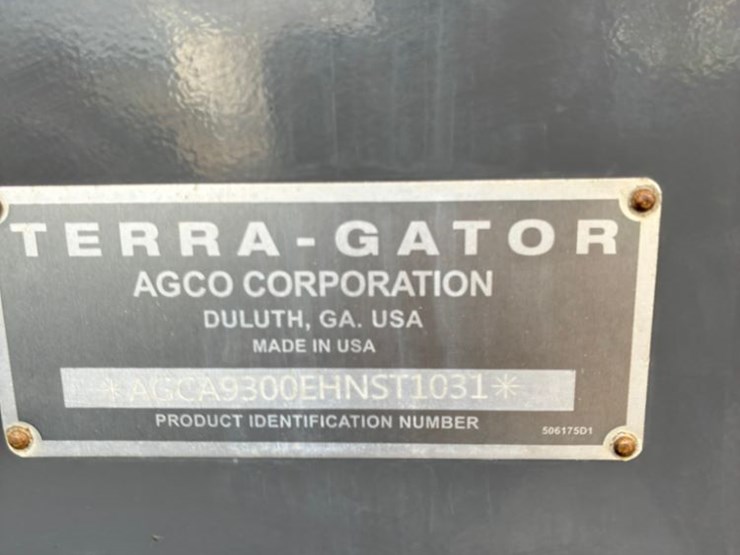 TERRA-GATOR
AGCO CORPORATION
DULUTH, GA. USA
MADE IN USA
*AGCA9300EHNST1031*
PRODUCT IDENTIFICATION NUMBER
506175D1